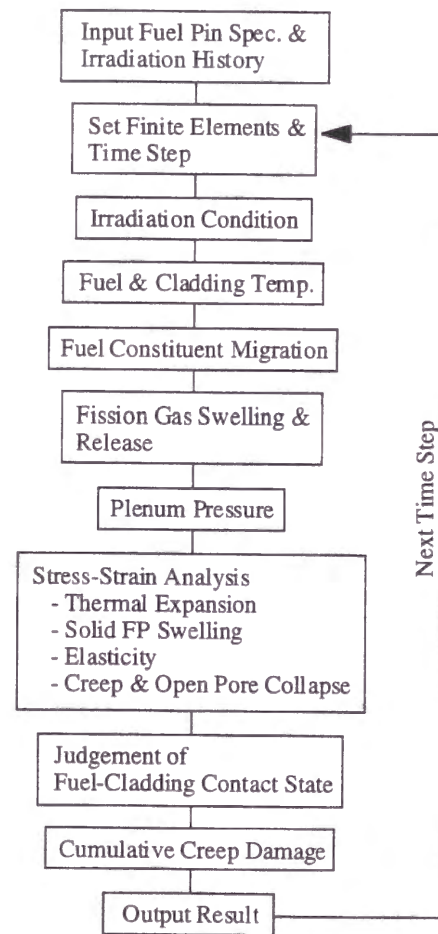 Input Fuel Pin Spec. &
Irradiation History
Set Finite Elements &
Time Step
Irradiation Condition
Fuel & Cladding Temp.
Fuel Constituent Migration
Fission Gas Swelling &
Release
Plenum Pressure
Stress-Strain Analysis
- Thermal Expansion
- Solid FP Swelling
- Elasticity
- Creep & Open Pore Collapse
Judgement of
Fuel-Cladding Contact State
Cumulative Creep Damage
Output Result
Next Time Step